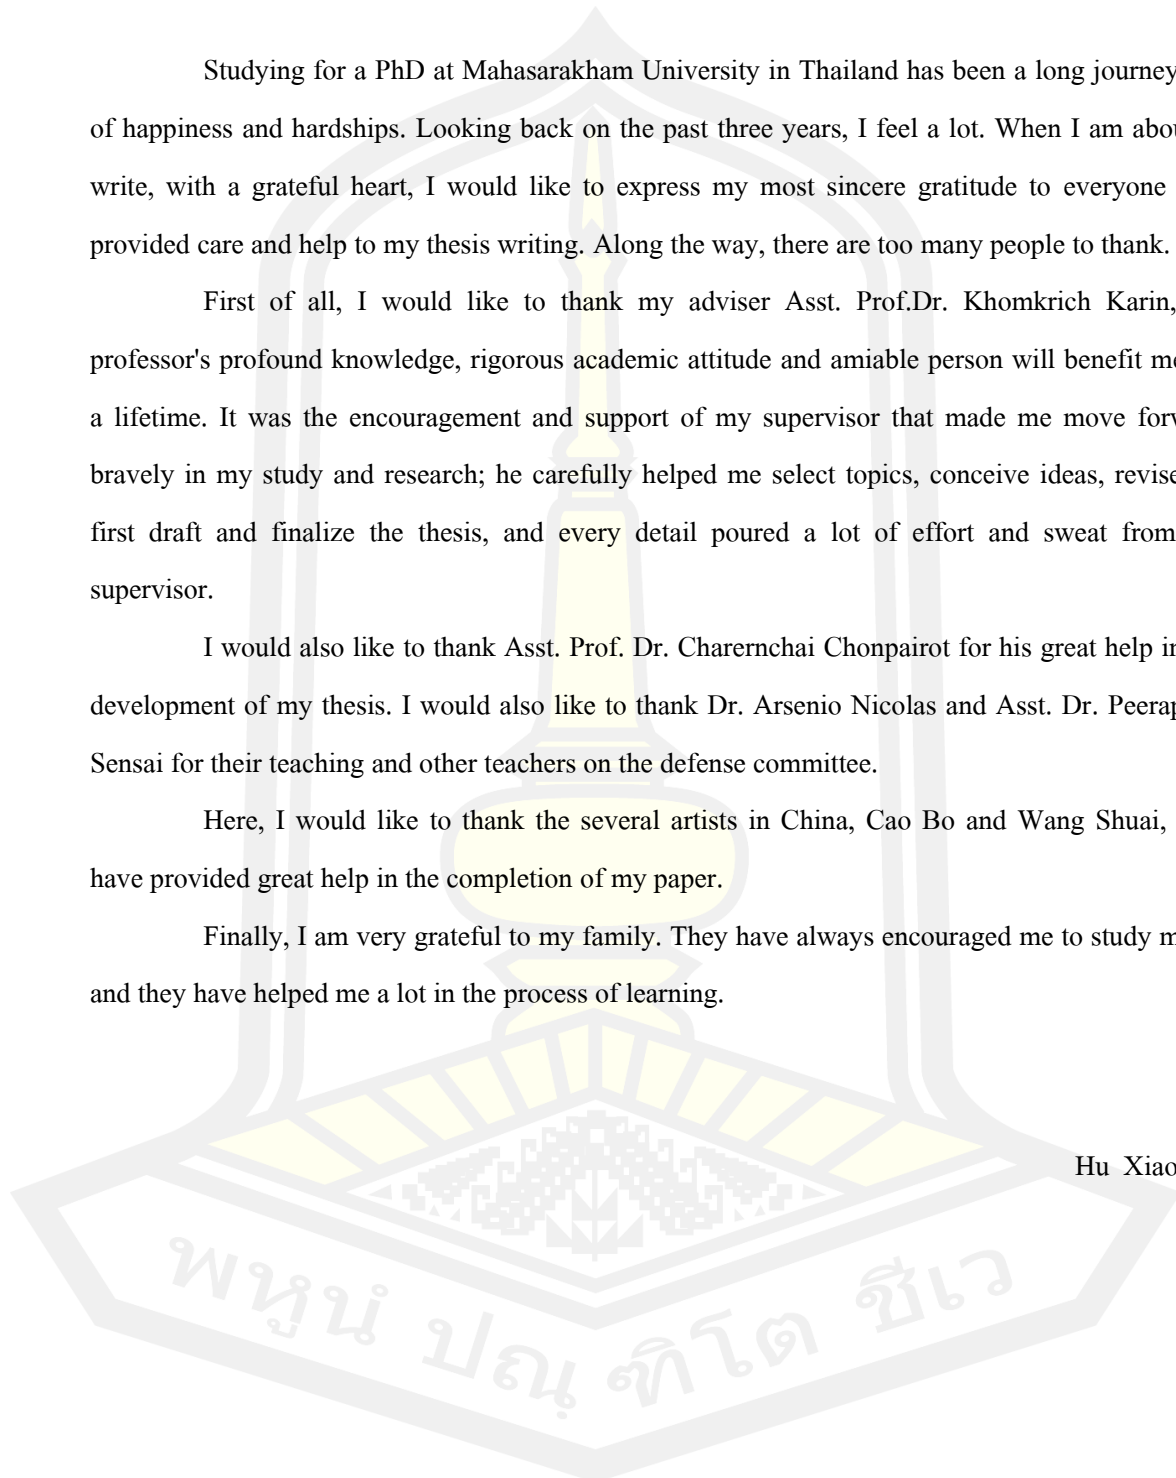 Studying for a PhD at Mahasarakham University in Thailand has been a long journey
of happiness and hardships. Looking back on the past three years, I feel a lot. When I am
write, with a grateful heart, I would like to express my most sincere gratitude to everyone
provided care and help to my thesis writing. Along the way, there are too many people to thank.
First of all, I would like to thank my adviser Asst. Prof.Dr. Khomkrich Karin,
professor's profound knowledge, rigorous academic attitude and amiable person will benefit me
a lifetime. It was the encouragement and support of my supervisor that made me move
bravely in my study and research; he carefully helped me select topics, conceive ideas, revise
first draft and finalize the thesis, and every detail poured a lot of effort and sweat from
supervisor.
I would also like to thank Asst. Prof. Dr. Charernchai Chonpairot for his great help
development of my thesis. I would also like to thank Dr. Arsenio Nicolas and Asst. Dr.
Sensai for their teaching and other teachers on the defense committee.
Here, I would like to thank the several artists in China, Cao Bo and Wang Shuai,
have provided great help in the completion of my paper.
Finally, I am very grateful to my family. They have always encouraged me to study
and they have helped me a lot in the process of learning.
Hu Xiao
พหูนํ ปณฺฑิโต ชีเว